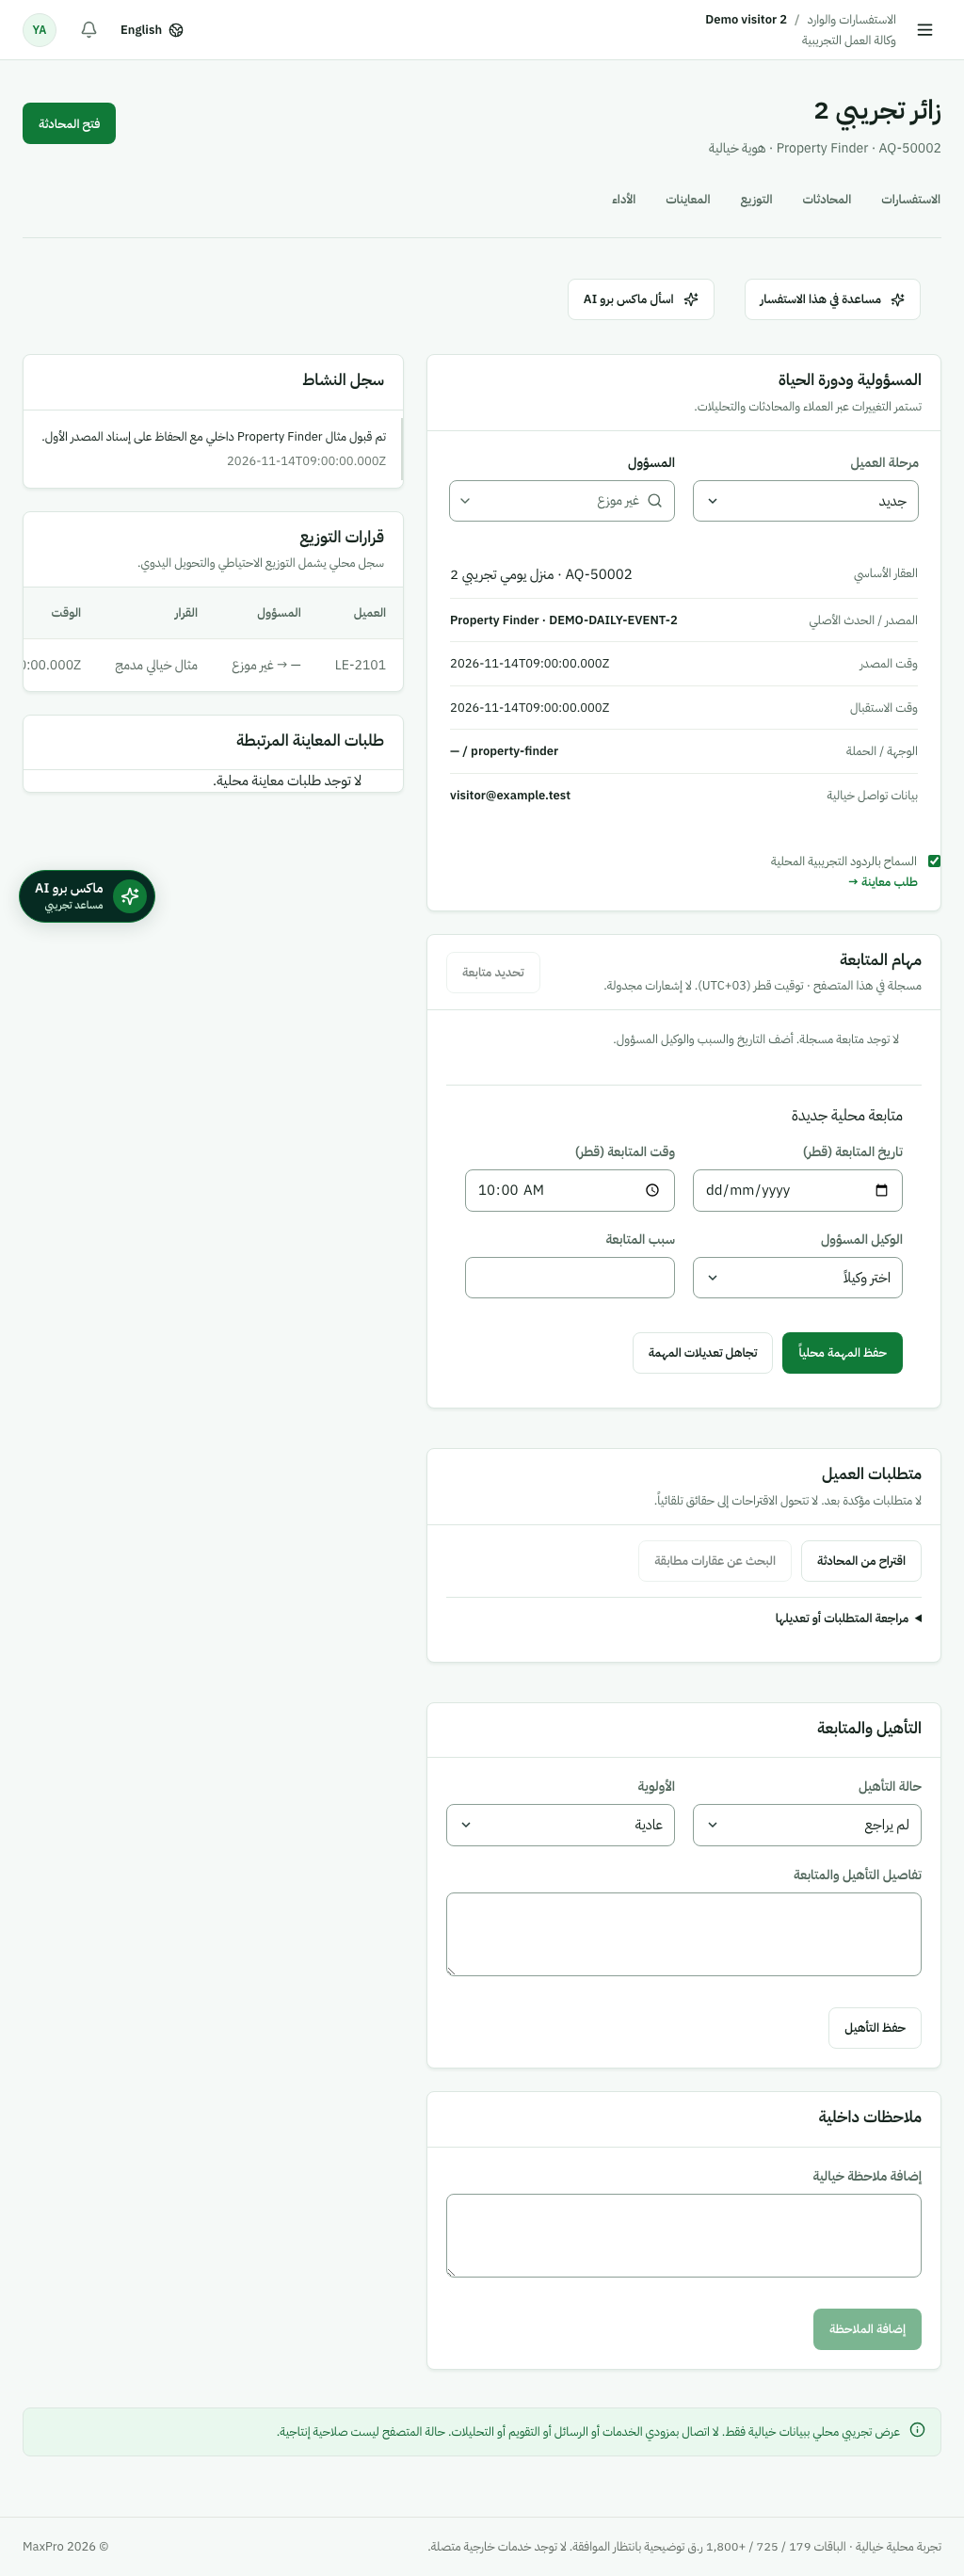 الاستفسارات والوارد / Demo visitor 2
وكالة العمل التجريبية
English
YA
زائر تجريبي 2
Property Finder · AQ-50002 · هوية خيالية
فتح المحادثة
الاستفسارات
المحادثات
التوزيع
المعاينات
الأداء
مساعدة في هذا الاستفسار
اسأل ماكس برو AI
المسؤولية ودورة الحياة
تستمر التغييرات عبر العملاء والمحادثات والتحليلات.
مرحلة العميل
جديد
المسؤول
غير موزع
العقار الأساسي
AQ-50002 · منزل يومي تجريبي 2
المصدر / الحدث الأصلي
Property Finder · DEMO-DAILY-EVENT-2
وقت المصدر
2026-11-14T09:00:00.000Z
وقت الاستقبال
2026-11-14T09:00:00.000Z
الوجهة / الحملة
— / property-finder
بيانات تواصل خيالية
visitor@example.test
السماح بالردود التجريبية المحلية
طلب معاينة →
سجل النشاط
تم قبول مثال Property Finder داخلي مع الحفاظ على إسناد المصدر الأول.
2026-11-14T09:00:00.000Z
قرارات التوزيع
سجل محلي يشمل التوزيع الاحتياطي والتحويل اليدوي.
العميل
المسؤول
القرار
الوقت
LE-2101
— → غير موزع
مثال خيالي مدمج
0:00.000Z
طلبات المعاينة المرتبطة
لا توجد طلبات معاينة محلية.
ماكس برو AI
مساعد تجريبي
مهام المتابعة
مسجلة في هذا المتصفح · توقيت قطر (UTC+03). لا إشعارات مجدولة.
تحديد متابعة
لا توجد متابعة مسجلة. أضف التاريخ والسبب والوكيل المسؤول.
متابعة محلية جديدة
تاريخ المتابعة (قطر)
dd/mm/yyyy
وقت المتابعة (قطر)
10:00 AM
الوكيل المسؤول
اختر وكيلاً
سبب المتابعة
حفظ المهمة محلياً
تجاهل تعديلات المهمة
متطلبات العميل
لا متطلبات مؤكدة بعد. لا تتحول الاقتراحات إلى حقائق تلقائياً.
اقتراح من المحادثة
البحث عن عقارات مطابقة
مراجعة المتطلبات أو تعديلها
التأهيل والمتابعة
حالة التأهيل
لم يراجع
الأولوية
عادية
تفاصيل التأهيل والمتابعة
حفظ التأهيل
ملاحظات داخلية
إضافة ملاحظة خيالية
إضافة الملاحظة
عرض تجريبي محلي ببيانات خيالية فقط. لا اتصال بمزودي الخدمات أو الرسائل أو التقويم أو التحليلات. حالة المتصفح ليست صلاحية إنتاجية.
تجربة محلية خيالية · الباقات 179 / 725 / +1,800 ر.ق توضيحية بانتظار الموافقة. لا توجد خدمات خارجية متصلة.
© 2026 MaxPro